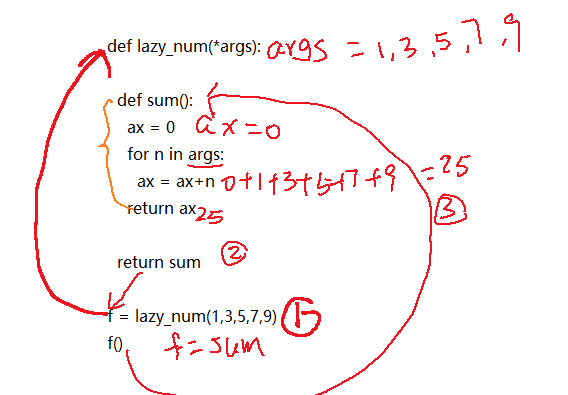 def lazy_num(*args): args = 1,3,5,7,9
def sum():
ax = 0 ax=0
for n in args:
ax = ax+n 0+1+3+5+7+9 =25
return ax 25 ③
return sum ②
f = lazy_num(1,3,5,7,9) ①
f() f=sum